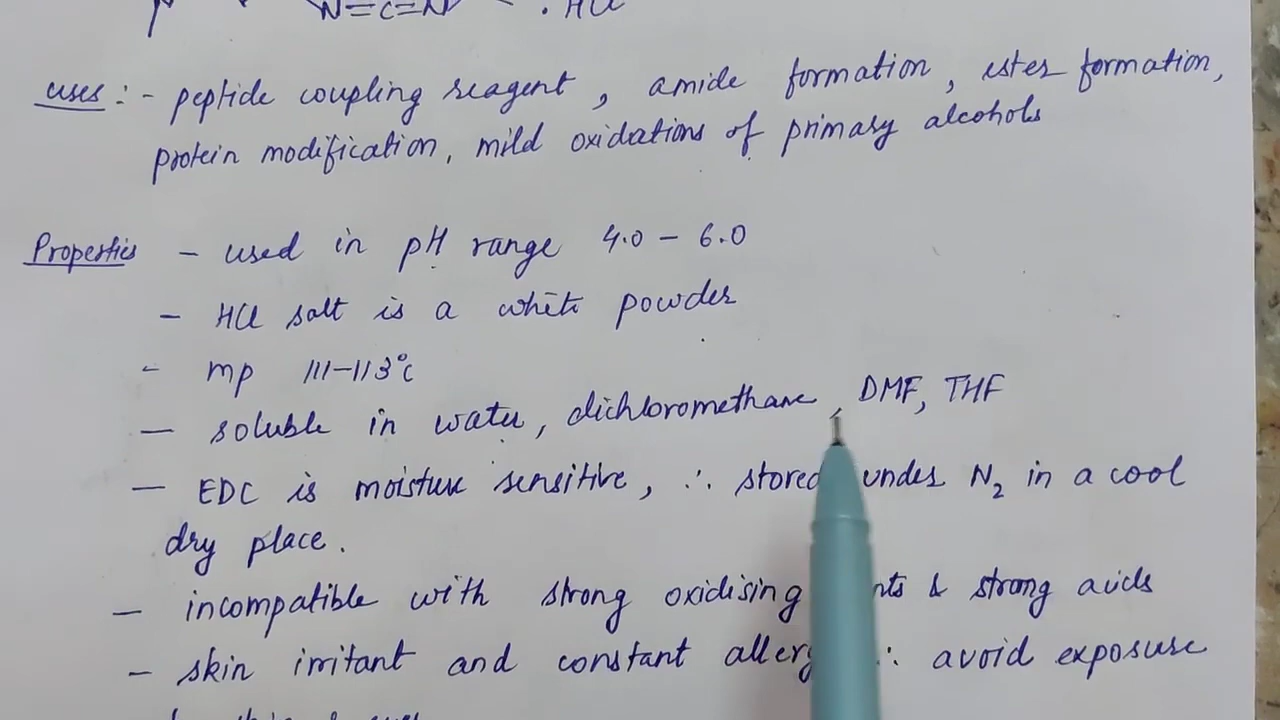 N=C=N . HCl
uses :- peptide coupling reagent, amide formation, ester formation,
protein modification, mild oxidations of primary alcohols
Properties - used in pH range 4.0 - 6.0
- HCl salt is a white powder
- mp 111-113°C
- soluble in water, dichloromethane, DMF, THF
- EDC is moisture sensitive, ∴ stored under N2 in a cool
dry place.
- incompatible with strong oxidising & strong acids
- skin irritant and constant ∴ avoid exposure